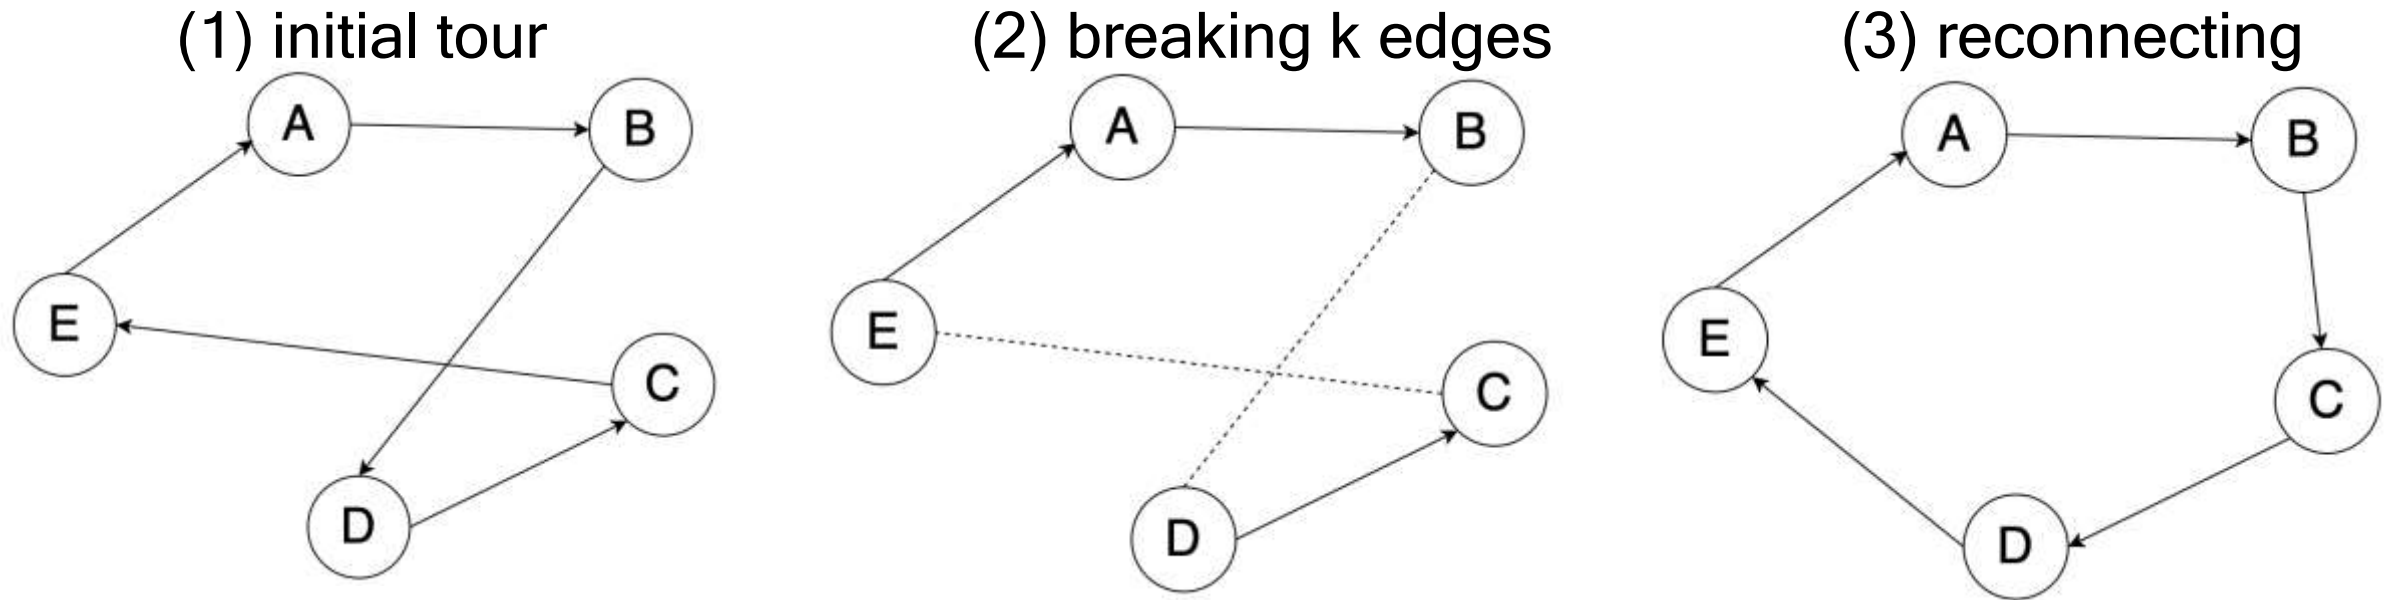 (1) initial tour
A
B
E
C
D
(2) breaking k edges
A
B
E
C
D
(3) reconnecting
A
B
E
C
D